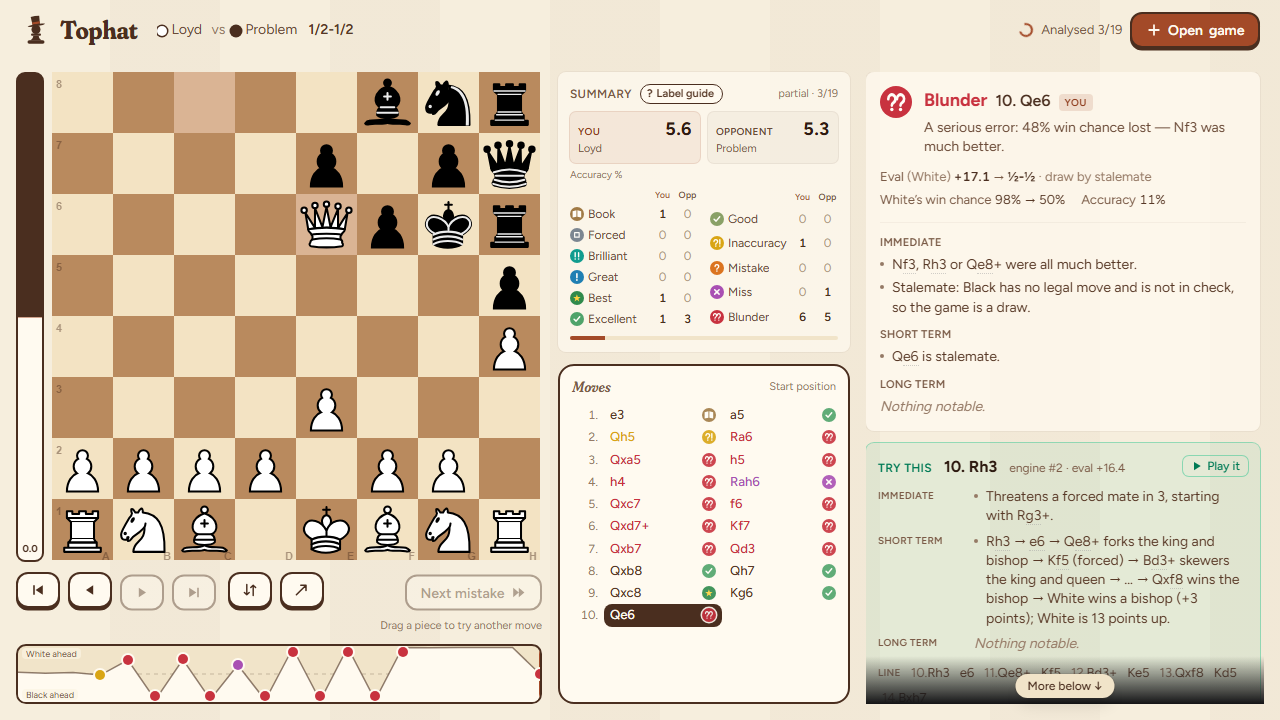 Tophat
Loyd vs Problem 1/2-1/2
Analysed 3/19
+ Open game
8
7
6
5
4
3
2
1
A B C D E F G H
0.0
Next mistake
Drag a piece to try another move
White ahead
Black ahead
SUMMARY
? Label guide
partial · 3/19
YOU 5.6
Loyd
OPPONENT 5.3
Problem
Accuracy %
You Opp
Book 1 0
Forced 0 0
Brilliant 0 0
Great 0 0
Best 1 0
Excellent 1 3
You Opp
Good 0 0
Inaccuracy 1 0
Mistake 0 0
Miss 0 1
Blunder 6 5
Moves
Start position
1. e3 a5
2. Qh5 Ra6
3. Qxa5 h5
4. h4 Rah6
5. Qxc7 f6
6. Qxd7+ Kf7
7. Qxb7 Qd3
8. Qxb8 Qh7
9. Qxc8 Kg6
10. Qe6
?? Blunder 10. Qe6 YOU
A serious error: 48% win chance lost — Nf3 was
much better.
Eval (White) +17.1 → ½-½ · draw by stalemate
White's win chance 98% → 50% Accuracy 11%
IMMEDIATE
• Nf3, Rh3 or Qe8+ were all much better.
• Stalemate: Black has no legal move and is not in check,
so the game is a draw.
SHORT TERM
• Qe6 is stalemate.
LONG TERM
Nothing notable.
TRY THIS 10. Rh3 engine #2 · eval +16.4
Play it
IMMEDIATE
• Threatens a forced mate in 3, starting
with Rg3+.
SHORT TERM
• Rh3 → e6 → Qe8+ forks the king and
bishop → Kf5 (forced) → Bd3+ skewers
the king and queen → … → Qxf8 wins the
bishop → White wins a bishop (+3
points); White is 13 points up.
LONG TERM
Nothing notable.
LINE 10.Rh3 e6 11.Qe8+ Kf5 12.Bd3+ Ke5 13.Qxf8 Kd5
14.Bxh7
More below ↓